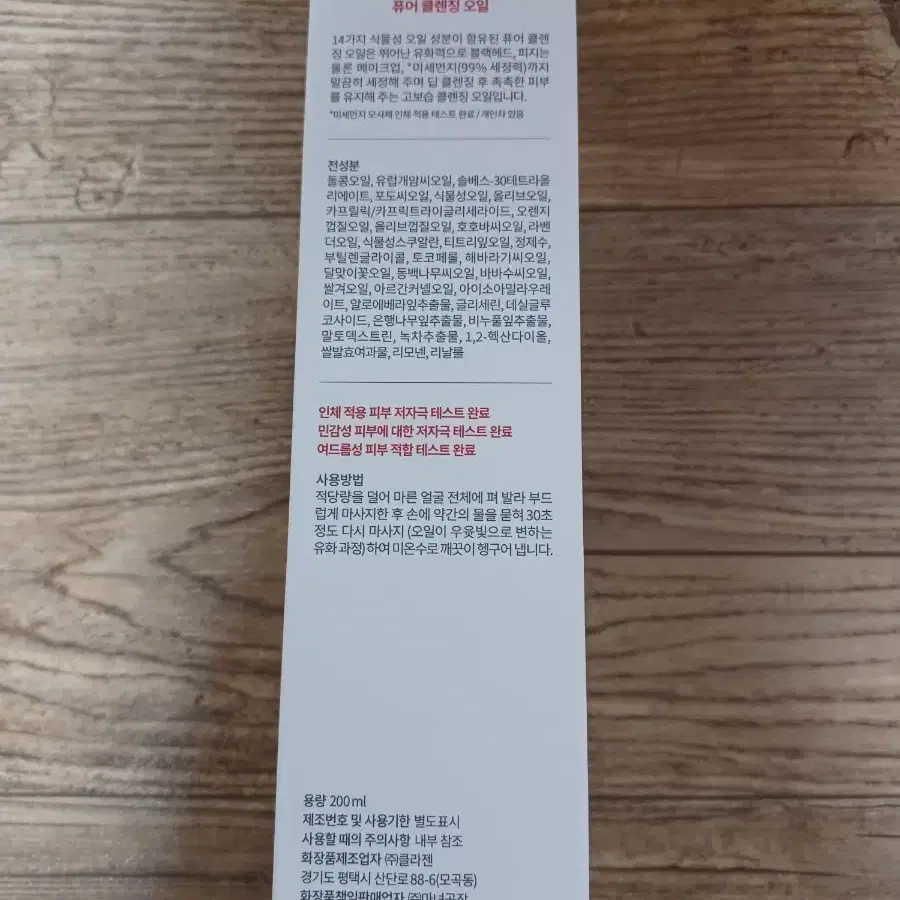 퓨어 클렌징 오일
14가지 식물성 오일 성분이 함유된 퓨어 클렌
징 오일은 뛰어난 유화력으로 블랙헤드, 피지는
물론 메이크업, *미세먼지(99% 세정력)까지
말끔히 세정해 주며 딥 클렌징 후 촉촉한 피부
를 유지해 주는 고보습 클렌징 오일입니다.
*미세먼지 모사체 인체 적용 테스트 완료 / 개인차 있음
전성분
돌콩오일, 유럽개암씨오일, 솔베스-30테트라올
리에이트, 포도씨오일, 식물성오일, 올리브오일,
카프릴릭/카프릭트라이글리세라이드, 오렌지
껍질오일, 올리브껍질오일, 호호바씨오일, 라벤
더오일, 식물성스쿠알란, 티트리잎오일, 정제수,
부틸렌글라이콜, 토코페롤, 해바라기씨오일,
달맞이꽃오일, 동백나무씨오일, 바바수씨오일,
쌀겨오일, 아르간커넬오일, 아이소아밀라우레
이트, 알로에베라잎추출물, 글리세린, 데실글루
코사이드, 은행나무잎추출물, 비누풀잎추출물,
말토덱스트린, 녹차추출물, 1,2-헥산다이올,
쌀발효여과물, 리모넨, 리날룰
인체 적용 피부 저자극 테스트 완료
민감성 피부에 대한 저자극 테스트 완료
여드름성 피부 적합 테스트 완료
사용방법
적당량을 덜어 마른 얼굴 전체에 펴 발라 부드
럽게 마사지한 후 손에 약간의 물을 묻혀 30초
정도 다시 마사지 (오일이 우윳빛으로 변하는
유화 과정)하여 미온수로 깨끗이 헹구어 냅니다.
용량 200ml
제조번호 및 사용기한 별도표시
사용할 때의 주의사항 내부 참조
화장품제조업자 ㈜클라젠
경기도 평택시 산단로 88-6(모곡동)
화장품책임판매업자 ㈜마녀공장